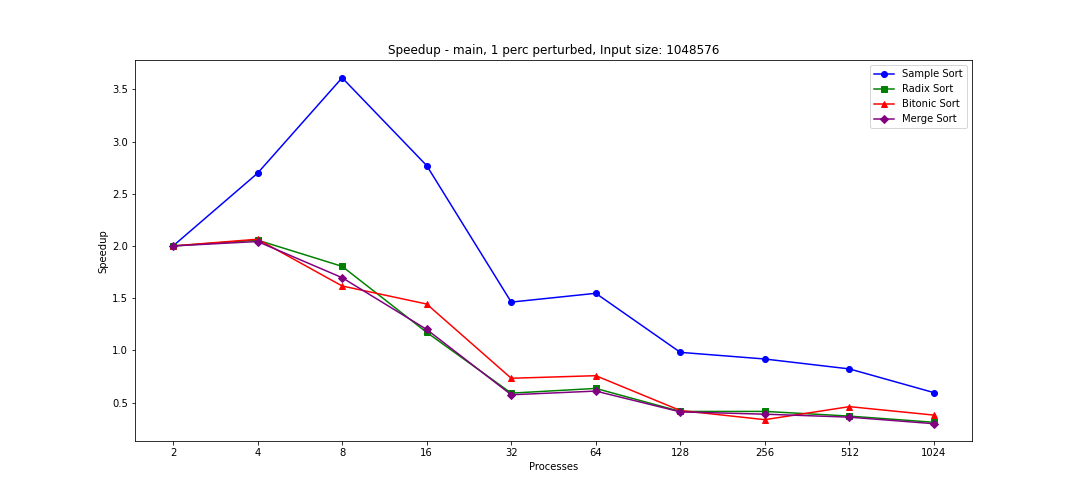 Speedup - main, 1 perc perturbed, Input size: 1048576
Sample Sort
Radix Sort
Bitonic Sort
Merge Sort
Speedup
3.5
3.0
2.5
2.0
1.5
1.0
0.5
2 4 8 16 32 64 128 256 512 1024
Processes